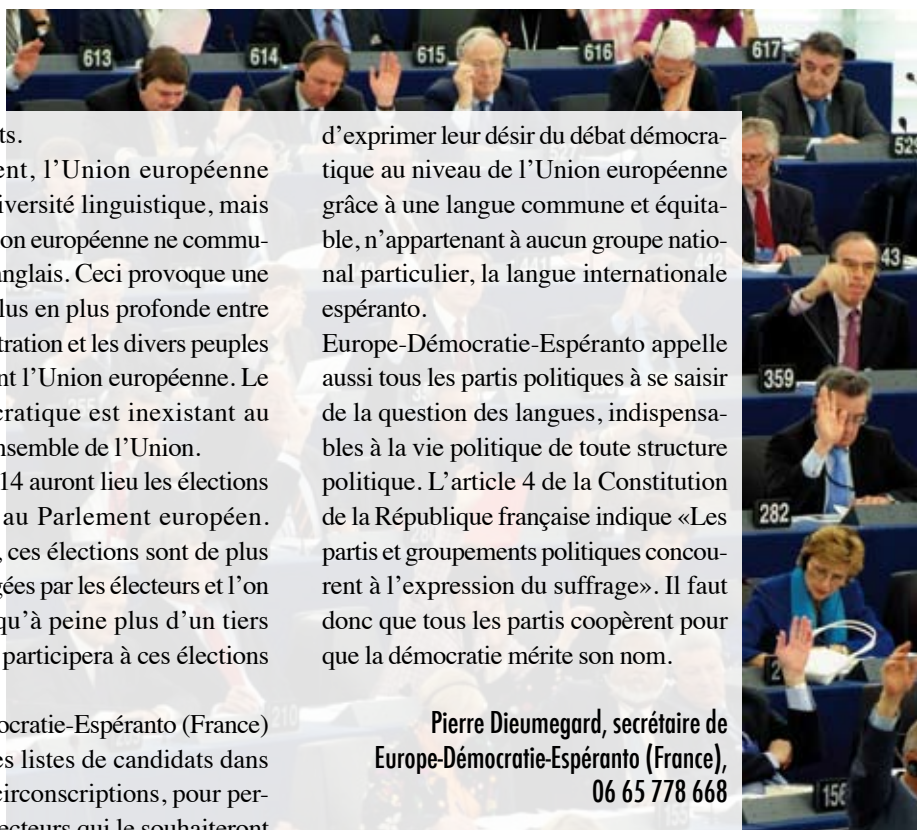 613
614
615
616
617
529
43
359
282
210
156
ts.
ent, l’Union européenne
iversité linguistique, mais
on européenne ne commu-
anglais. Ceci provoque une
lus en plus profonde entre
tration et les divers peuples
nt l’Union européenne. Le
cratique est inexistant au
nsemble de l’Union.
14 auront lieu les élections
au Parlement européen.
, ces élections sont de plus
gées par les électeurs et l’on
qu’à peine plus d’un tiers
participera à ces élections
ocratie-Espéranto (France)
es listes de candidats dans
circonscriptions, pour per-
ecteurs qui le souhaiteront
d’exprimer leur désir du débat démocra-
tique au niveau de l’Union européenne
grâce à une langue commune et équita-
ble, n’appartenant à aucun groupe natio-
nal particulier, la langue internationale
espéranto.
Europe-Démocratie-Espéranto appelle
aussi tous les partis politiques à se saisir
de la question des langues, indispensa-
bles à la vie politique de toute structure
politique. L’article 4 de la Constitution
de la République française indique «Les
partis et groupements politiques concou-
rent à l’expression du suffrage». Il faut
donc que tous les partis coopèrent pour
que la démocratie mérite son nom.
Pierre Dieumegard, secrétaire de
Europe-Démocratie-Espéranto (France),
06 65 778 668